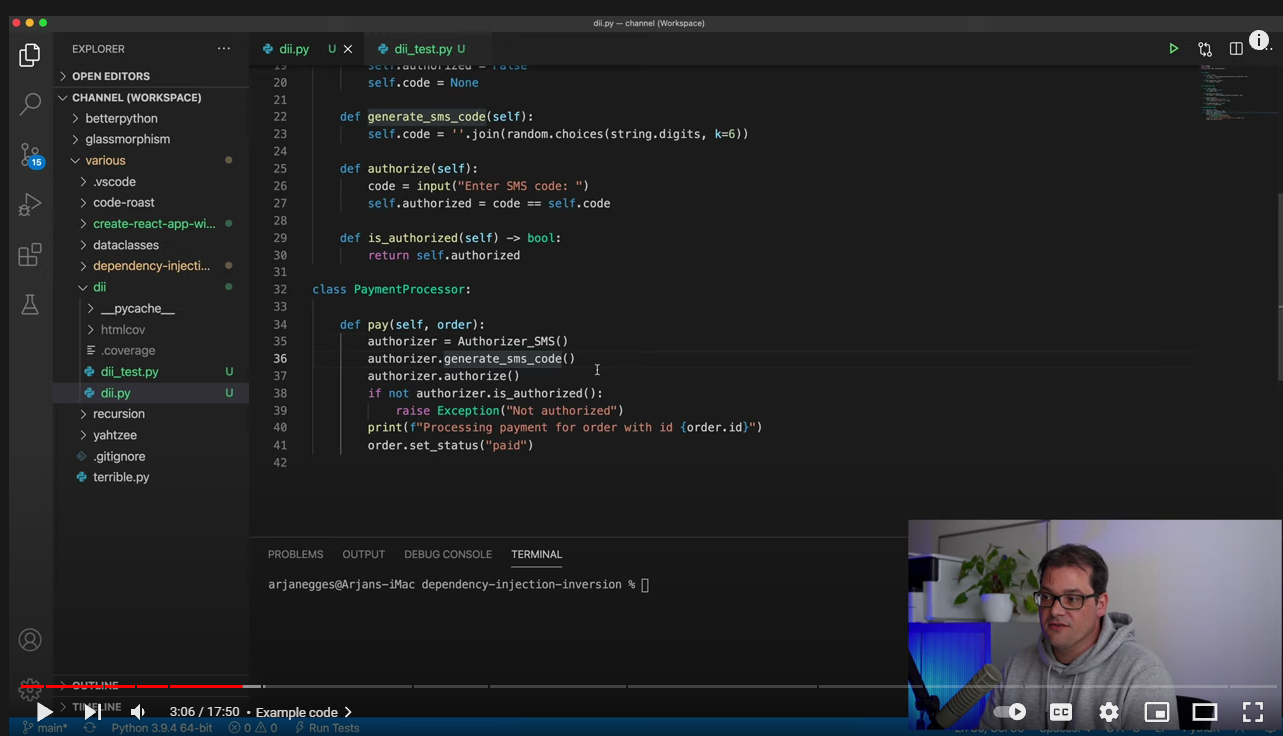 dii.py — channel (Workspace)
EXPLORER
dii.py U
dii_test.py U
OPEN EDITORS
CHANNEL (WORKSPACE)
betterpython
glassmorphism
various
.vscode
code-roast
create-react-app-wi...
dataclasses
dependency-injecti...
dii
__pycache__
htmlcov
.coverage
dii_test.py U
dii.py U
recursion
yahtzee
.gitignore
terrible.py
OUTLINE
TIMELINE
15
19 self.authorized = False
20 self.code = None
21
22 def generate_sms_code(self):
23 self.code = ''.join(random.choices(string.digits, k=6))
24
25 def authorize(self):
26 code = input("Enter SMS code: ")
27 self.authorized = code == self.code
28
29 def is_authorized(self) -> bool:
30 return self.authorized
31
32 class PaymentProcessor:
33
34 def pay(self, order):
35 authorizer = Authorizer_SMS()
36 authorizer.generate_sms_code()
37 authorizer.authorize()
38 if not authorizer.is_authorized():
39 raise Exception("Not authorized")
40 print(f"Processing payment for order with id {order.id}")
41 order.set_status("paid")
42
PROBLEMS OUTPUT DEBUG CONSOLE TERMINAL
arjanegges@Arjans-iMac dependency-injection-inversion %
3:06 / 17:50 • Example code
CC
main* Python 3.9.4 64-bit 0 0 Run Tests